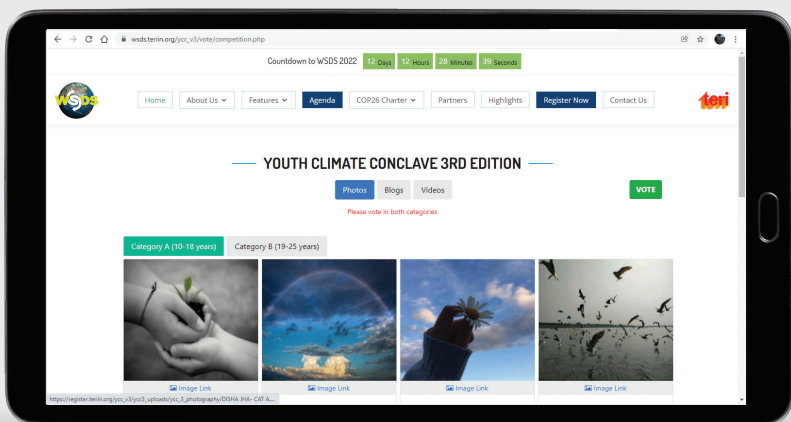 wsds.teriin.org/ycc_v3/vote/competition.php
Countdown to WSDS 2022 12 Days 12 Hours 28 Minutes 39 Seconds
WSDS
Home About Us Features Agenda COP26 Charter Partners Highlights Register Now Contact Us
teri
YOUTH CLIMATE CONCLAVE 3RD EDITION
Photos Blogs Videos VOTE
Please vote in both categories
Category A (10-18 years) Category B (19-25 years)
Image Link Image Link Image Link Image Link
https://register.teriin.org/ycc_v3/ycc3_uploads/ycc_3_photography/DISHA JHA- CAT A...